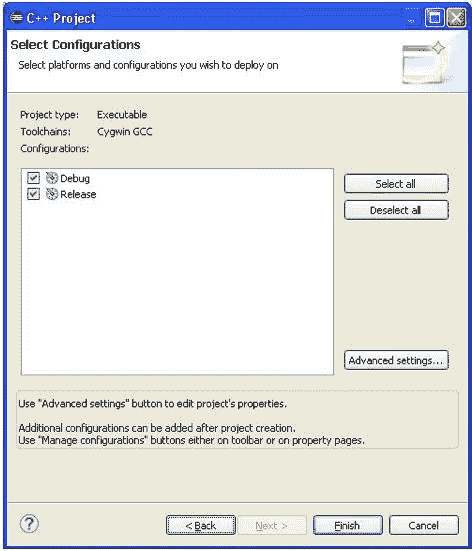 C++ Project
Select Configurations
Select platforms and configurations you wish to deploy on
Project type: Executable
Toolchains: Cygwin GCC
Configurations:
Debug
Release
Select all
Deselect all
Advanced settings...
Use "Advanced settings" button to edit project's properties.
Additional configurations can be added after project creation.
Use "Manage configurations" buttons either on toolbar or on property pages.
?
< Back
Next >
Finish
Cancel